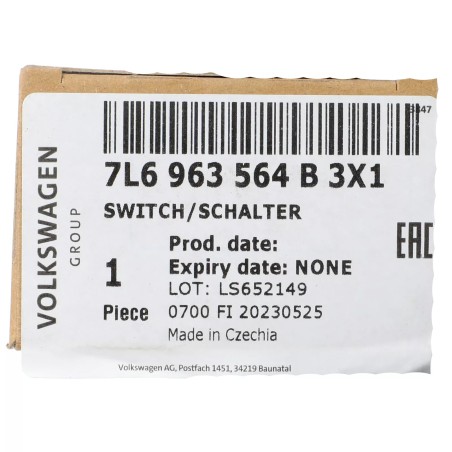 3847
7L6 963 564 B 3X1
SWITCH/SCHALTER
VOLKSWAGEN
GROUP
EAC
Prod. date:
1
Expiry date: NONE
LOT: LS652149
Piece
0700 FI 20230525
Made in Czechia
Volkswagen AG, Postfach 1451, 34219 Baunatal